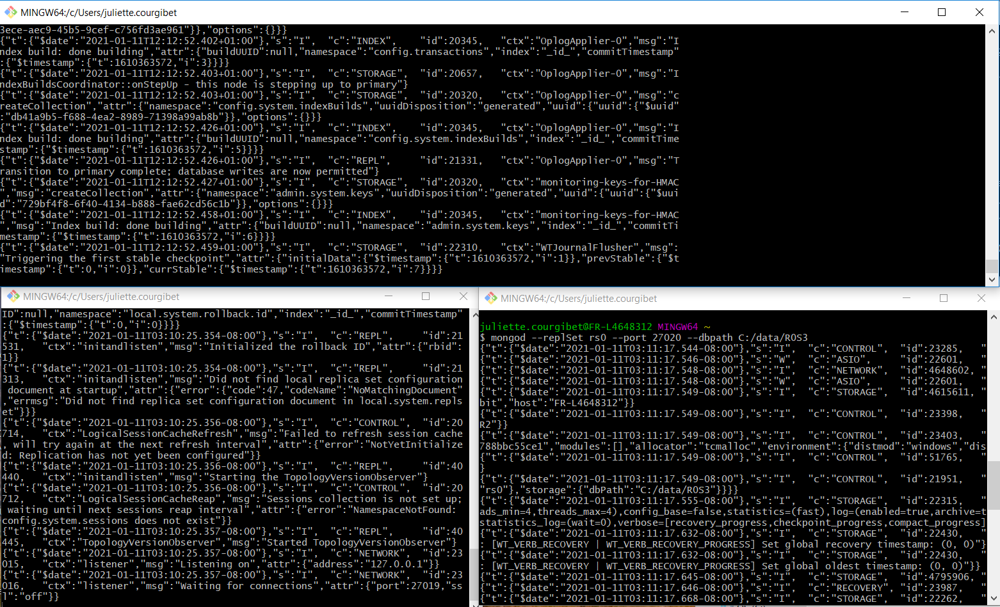 MINGW64:/c/Users/juliette.courgibet
3ece-aec9-45b5-9cef-c756fd3ae961"}},"options":{}}}
{"t":{"$date":"2021-01-11T12:12:52.402+01:00"},"s":"I",  "c":"INDEX",    "id":20345,   "ctx":"OplogApplier-0","msg":"I
ndex build: done building","attr":{"buildUUID":null,"namespace":"config.transactions","index":"_id_","commitTimestamp"
:{"$timestamp":{"t":1610363572,"i":3}}}}
{"t":{"$date":"2021-01-11T12:12:52.403+01:00"},"s":"I",  "c":"STORAGE",  "id":20657,   "ctx":"OplogApplier-0","msg":"I
ndexBuildsCoordinator::onStepUp - this node is stepping up to primary"}
{"t":{"$date":"2021-01-11T12:12:52.403+01:00"},"s":"I",  "c":"STORAGE",  "id":20320,   "ctx":"OplogApplier-0","msg":"c
reateCollection","attr":{"namespace":"config.system.indexBuilds","uuidDisposition":"generated","uuid":{"uuid":{"$uuid"
:"db41a9b5-f688-4ea2-8989-71398a99ab8b"}},"options":{}}}
{"t":{"$date":"2021-01-11T12:12:52.426+01:00"},"s":"I",  "c":"INDEX",    "id":20345,   "ctx":"OplogApplier-0","msg":"I
ndex build: done building","attr":{"buildUUID":null,"namespace":"config.system.indexBuilds","index":"_id_","commitTime
stamp":{"$timestamp":{"t":1610363572,"i":5}}}}
{"t":{"$date":"2021-01-11T12:12:52.426+01:00"},"s":"I",  "c":"REPL",     "id":21331,   "ctx":"OplogApplier-0","msg":"T
ransition to primary complete; database writes are now permitted"}
{"t":{"$date":"2021-01-11T12:12:52.427+01:00"},"s":"I",  "c":"STORAGE",  "id":20320,   "ctx":"monitoring-keys-for-HMAC
","msg":"createCollection","attr":{"namespace":"admin.system.keys","uuidDisposition":"generated","uuid":{"uuid":{"$uui
d":"729bf4f8-6f40-4134-b888-fae62cd56c1b"}},"options":{}}}
{"t":{"$date":"2021-01-11T12:12:52.458+01:00"},"s":"I",  "c":"INDEX",    "id":20345,   "ctx":"monitoring-keys-for-HMAC
","msg":"Index build: done building","attr":{"buildUUID":null,"namespace":"admin.system.keys","index":"_id_","commitTi
mestamp":{"$timestamp":{"t":1610363572,"i":6}}}}
{"t":{"$date":"2021-01-11T12:12:52.459+01:00"},"s":"I",  "c":"STORAGE",  "id":22310,   "ctx":"WTJournalFlusher","msg":
"Triggering the first stable checkpoint","attr":{"initialData":{"$timestamp":{"t":1610363572,"i":1}},"prevStable":{"$t
imestamp":{"t":0,"i":0}},"currStable":{"$timestamp":{"t":1610363572,"i":7}}}}
MINGW64:/c/Users/juliette.courgibet
ID":null,"namespace":"local.system.rollback.id","index":"_id_","commitTimestamp"
:{"$timestamp":{"t":0,"i":0}}}}
{"t":{"$date":"2021-01-11T03:10:25.354-08:00"},"s":"I",  "c":"REPL",     "id":21
531,   "ctx":"initandlisten","msg":"Initialized the rollback ID","attr":{"rbid":
1}}
{"t":{"$date":"2021-01-11T03:10:25.354-08:00"},"s":"I",  "c":"REPL",     "id":21
313,   "ctx":"initandlisten","msg":"Did not find local replica set configuration
 document at startup","attr":{"error":{"code":47,"codeName":"NoMatchingDocument"
,"errmsg":"Did not find replica set configuration document in local.system.repls
et"}}}
{"t":{"$date":"2021-01-11T03:10:25.356-08:00"},"s":"I",  "c":"CONTROL",  "id":20
714,   "ctx":"LogicalSessionCacheRefresh","msg":"Failed to refresh session cache
, will try again at the next refresh interval","attr":{"error":"NotYetInitialize
d: Replication has not yet been configured"}}
{"t":{"$date":"2021-01-11T03:10:25.356-08:00"},"s":"I",  "c":"REPL",     "id":40
440,   "ctx":"initandlisten","msg":"Starting the TopologyVersionObserver"}
{"t":{"$date":"2021-01-11T03:10:25.356-08:00"},"s":"I",  "c":"CONTROL",  "id":20
712,   "ctx":"LogicalSessionCacheReap","msg":"Sessions collection is not set up;
 waiting until next sessions reap interval","attr":{"error":"NamespaceNotFound:
config.system.sessions does not exist"}}
{"t":{"$date":"2021-01-11T03:10:25.357-08:00"},"s":"I",  "c":"REPL",     "id":40
445,   "ctx":"TopologyVersionObserver","msg":"Started TopologyVersionObserver"}
{"t":{"$date":"2021-01-11T03:10:25.357-08:00"},"s":"I",  "c":"NETWORK",  "id":23
015,   "ctx":"listener","msg":"Listening on","attr":{"address":"127.0.0.1"}}
{"t":{"$date":"2021-01-11T03:10:25.357-08:00"},"s":"I",  "c":"NETWORK",  "id":23
016,   "ctx":"listener","msg":"Waiting for connections","attr":{"port":27019,"ss
l":"off"}}
MINGW64:/c/Users/juliette.courgibet
juliette.courgibet@FR-L4648312 MINGW64 ~
$ mongod --replSet rs0 --port 27020 --dbpath C:/data/R0S3
{"t":{"$date":"2021-01-11T03:11:17.544-08:00"},"s":"I",  "c":"CONTROL",  "id":23285,   "
{"t":{"$date":"2021-01-11T03:11:17.546-08:00"},"s":"W",  "c":"ASIO",     "id":22601,   "
{"t":{"$date":"2021-01-11T03:11:17.548-08:00"},"s":"I",  "c":"NETWORK",  "id":4648602, "
{"t":{"$date":"2021-01-11T03:11:17.548-08:00"},"s":"W",  "c":"ASIO",     "id":22601,   "
{"t":{"$date":"2021-01-11T03:11:17.549-08:00"},"s":"I",  "c":"STORAGE",  "id":4615611, "
bit","host":"FR-L4648312"}}
{"t":{"$date":"2021-01-11T03:11:17.549-08:00"},"s":"I",  "c":"CONTROL",  "id":23398,   "
R2"}}
{"t":{"$date":"2021-01-11T03:11:17.549-08:00"},"s":"I",  "c":"CONTROL",  "id":23403,   "
788bbc55ce1","modules":[],"allocator":"tcmalloc","environment":{"distmod":"windows","dis
{"t":{"$date":"2021-01-11T03:11:17.549-08:00"},"s":"I",  "c":"CONTROL",  "id":51765,   "
}
{"t":{"$date":"2021-01-11T03:11:17.549-08:00"},"s":"I",  "c":"CONTROL",  "id":21951,   "
"rs0"},"storage":{"dbPath":"C:/data/R0S3"}}}}
{"t":{"$date":"2021-01-11T03:11:17.555-08:00"},"s":"I",  "c":"STORAGE",  "id":22315,   "
ads_min=4,threads_max=4),config_base=false,statistics=(fast),log=(enabled=true,archive=t
statistics_log=(wait=0),verbose=[recovery_progress,checkpoint_progress,compact_progress]
{"t":{"$date":"2021-01-11T03:11:17.632-08:00"},"s":"I",  "c":"STORAGE",  "id":22430,   "
: [WT_VERB_RECOVERY | WT_VERB_RECOVERY_PROGRESS] Set global recovery timestamp: (0, 0)"}
{"t":{"$date":"2021-01-11T03:11:17.632-08:00"},"s":"I",  "c":"STORAGE",  "id":22430,   "
: [WT_VERB_RECOVERY | WT_VERB_RECOVERY_PROGRESS] Set global oldest timestamp: (0, 0)"}}
{"t":{"$date":"2021-01-11T03:11:17.645-08:00"},"s":"I",  "c":"STORAGE",  "id":4795906, "
{"t":{"$date":"2021-01-11T03:11:17.646-08:00"},"s":"I",  "c":"RECOVERY", "id":23987,   "
{"t":{"$date":"2021-01-11T03:11:17.668-08:00"},"s":"I",  "c":"STORAGE",  "id":22262,   "